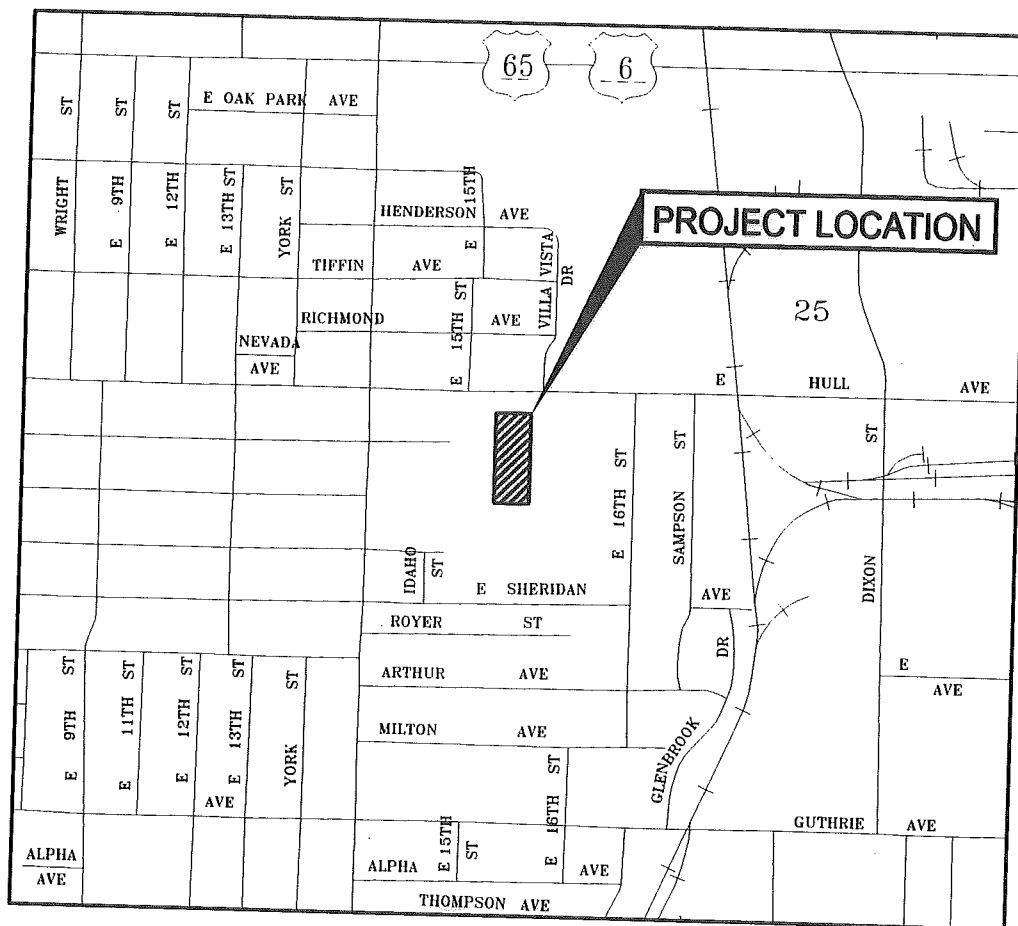 65
6
E OAK PARK AVE
WRIGHT ST
E 9TH ST
E 12TH ST
E 13TH ST
YORK ST
HENDERSON AVE
E 15TH
PROJECT LOCATION
TIFFIN AVE
VILLA VISTA DR
RICHMOND AVE
E 15TH ST
25
NEVADA
AVE
E HULL AVE
E 16TH ST
SAMPSON ST
DIXON ST
IDAHO ST
E SHERIDAN AVE
ROYER ST
ARTHUR AVE
E
AVE
MILTON AVE
GLENBROOK DR
E 9TH ST
E 11TH ST
E 12TH ST
E 13TH ST
YORK ST
AVE
E 16TH ST
GUTHRIE AVE
ALPHA
AVE
ALPHA AVE
E 15TH ST
THOMPSON AVE